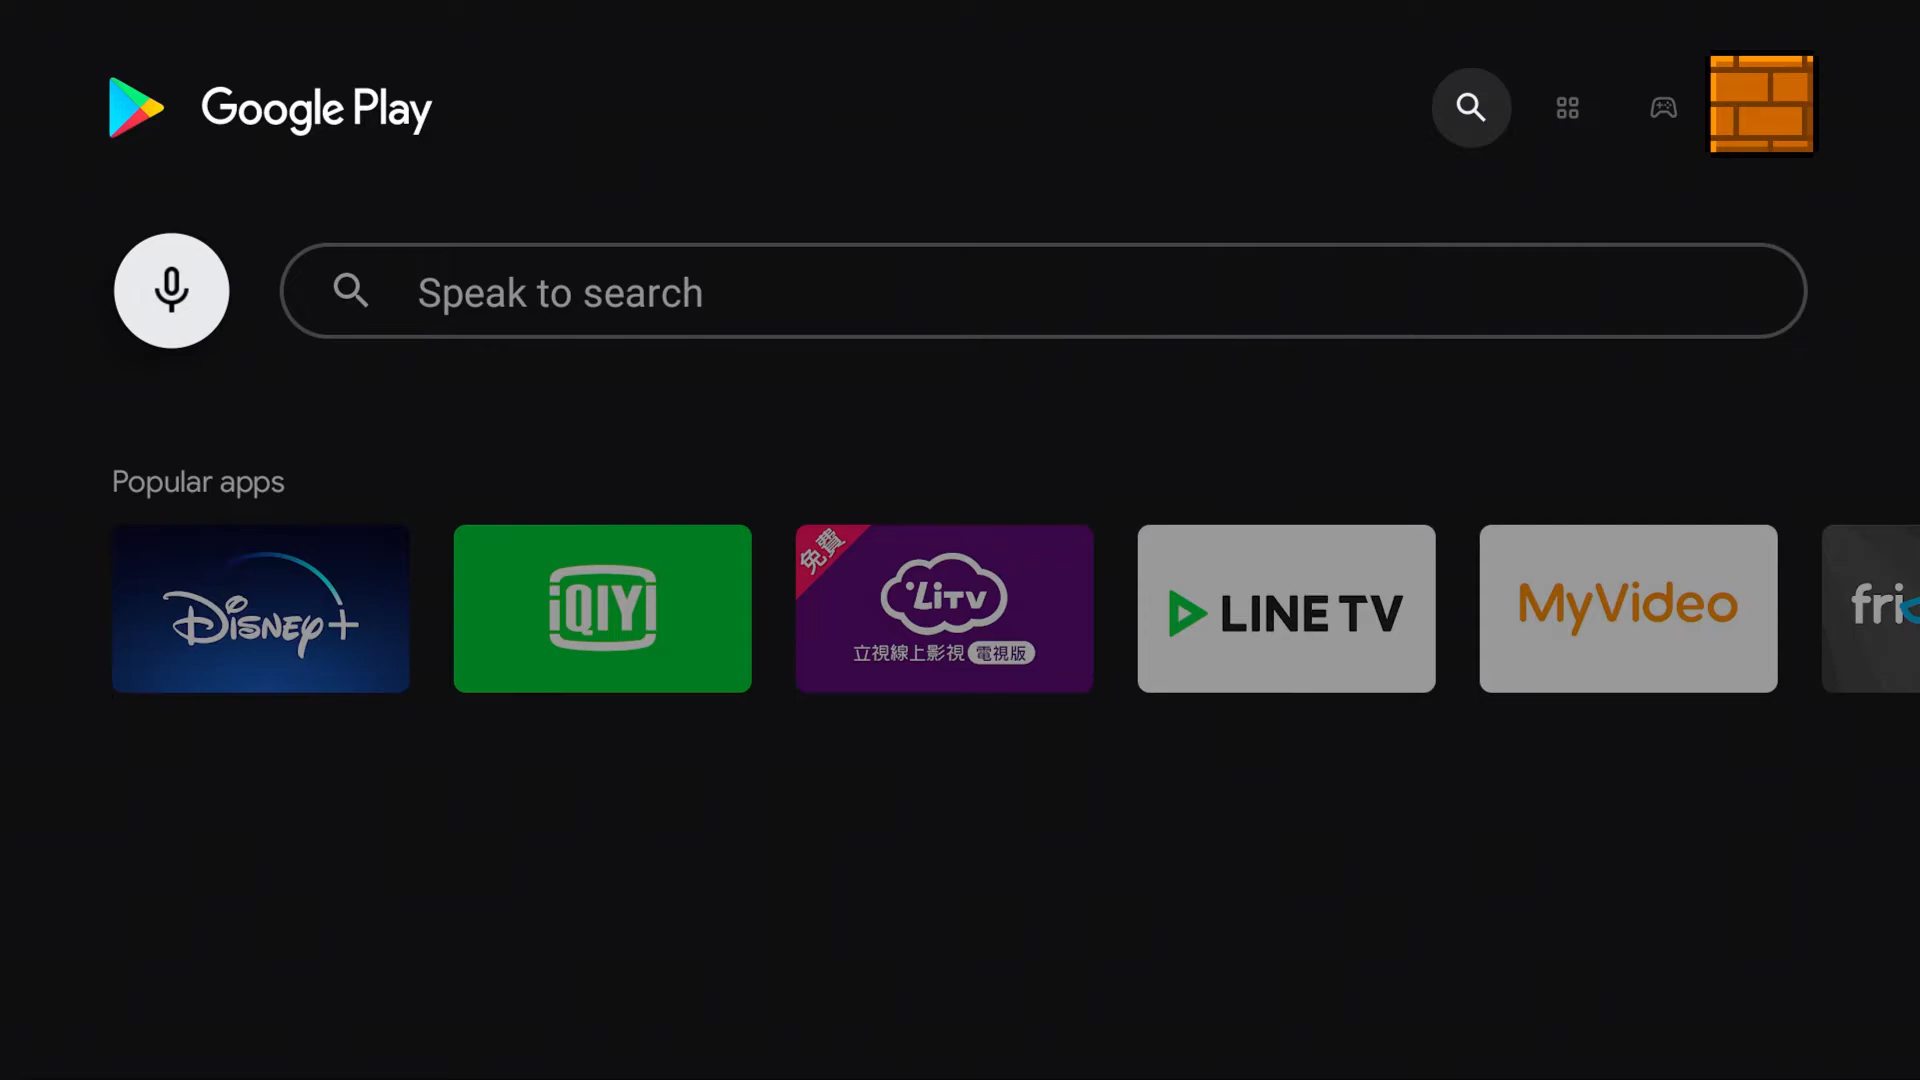 Google Play
Speak to search
Popular apps
Disney+
iQIYI
免費
LiTV
立視線上影視 電視版
LINE TV
MyVideo
fri